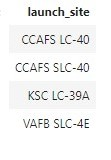 launch_site
CCAFS LC-40
CCAFS SLC-40
KSC LC-39A
VAFB SLC-4E